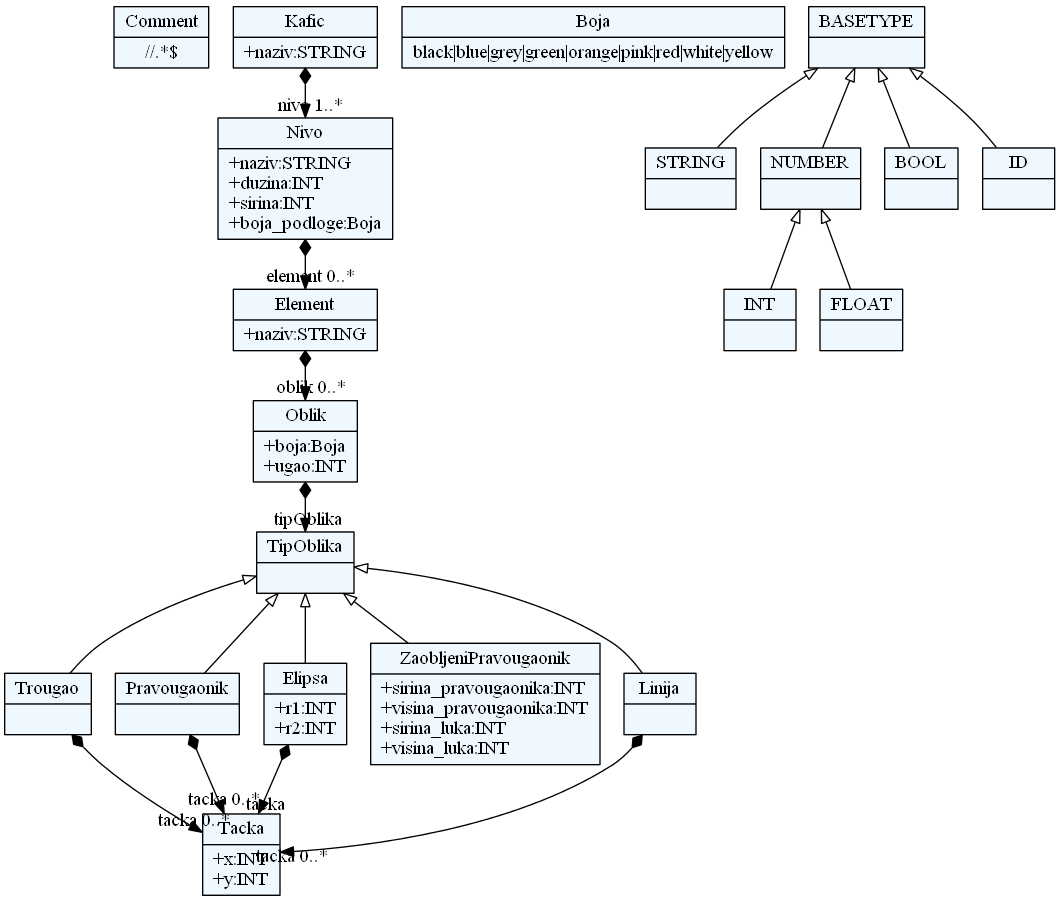 Comment
//.*$
Kafic
+naziv:STRING
Boja
black|blue|grey|green|orange|pink|red|white|yellow
BASETYPE
nivo 1..*
Nivo
+naziv:STRING
+duzina:INT
+sirina:INT
+boja_podloge:Boja
STRING
NUMBER
BOOL
ID
element 0..*
Element
+naziv:STRING
INT
FLOAT
oblik 0..*
Oblik
+boja:Boja
+ugao:INT
tipOblika
TipOblika
Trougao
Pravougaonik
Elipsa
+r1:INT
+r2:INT
ZaobljeniPravougaonik
+sirina_pravougaonika:INT
+visina_pravougaonika:INT
+sirina_luka:INT
+visina_luka:INT
Linija
tacka 0..*
tacka
tacka 0..*
Tacka
+x:INT
+y:INT
tacka 0..*